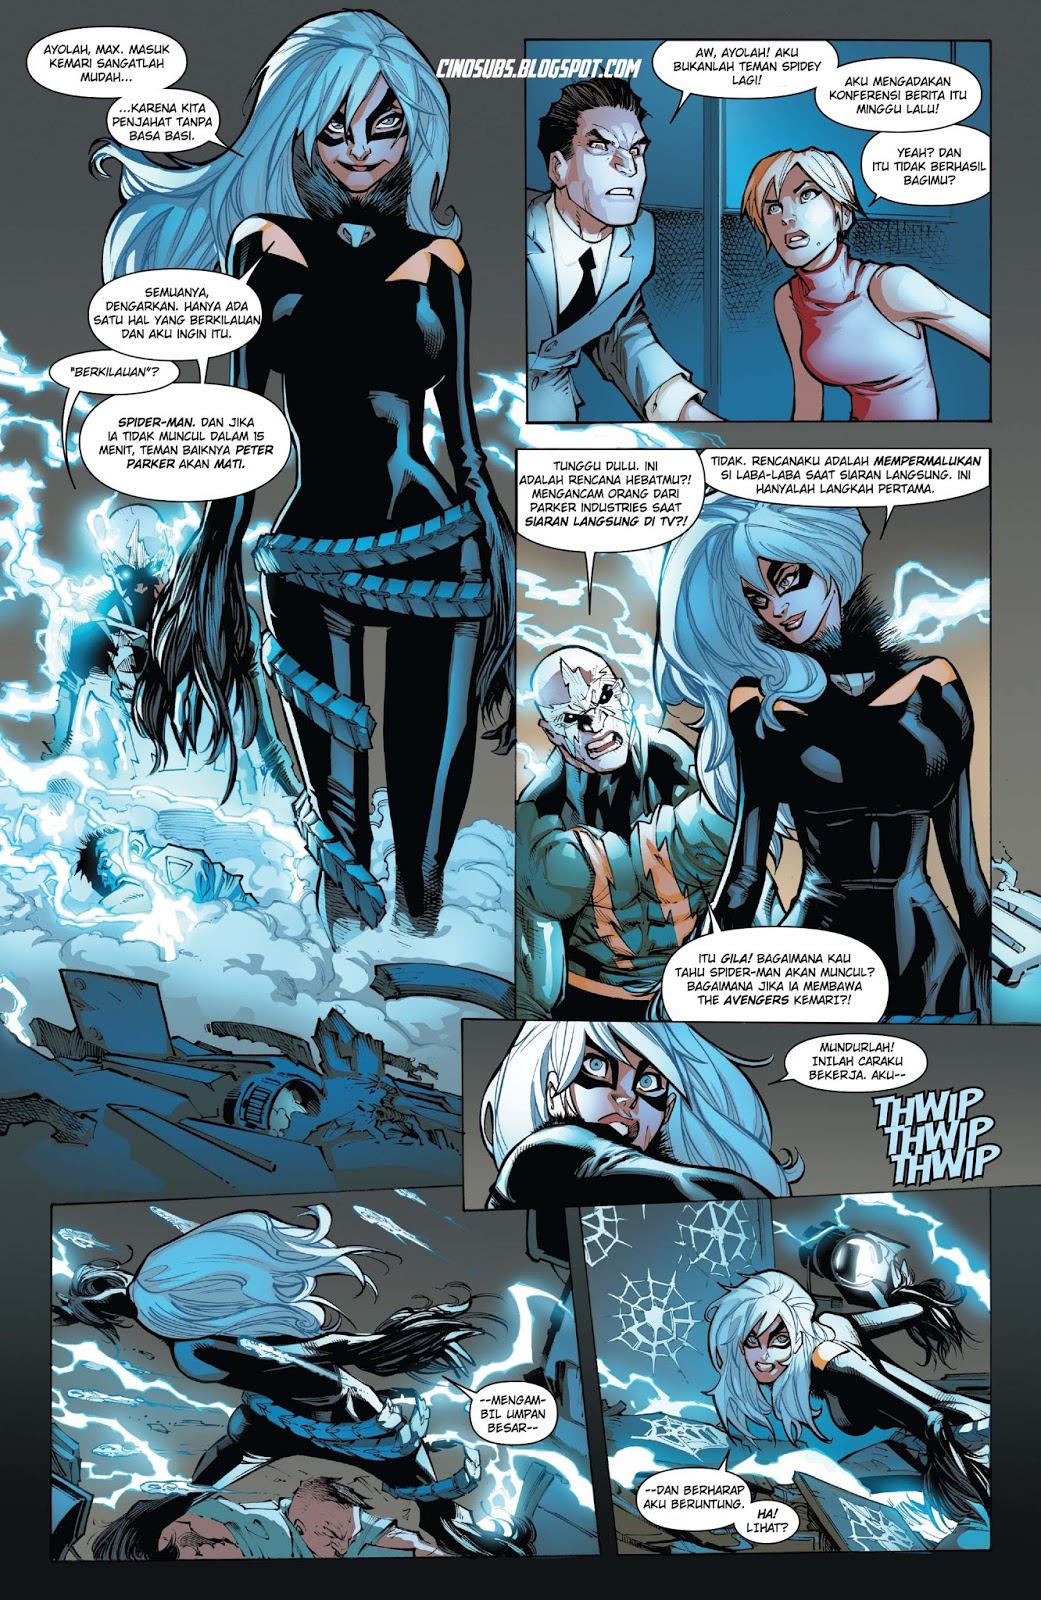 AYOLAH, MAX. MASUK
KEMARI SANGATLAH
MUDAH...
...KARENA KITA
PENJAHAT TANPA
BASA BASI.
SEMUANYA,
DENGARKAN. HANYA ADA
SATU HAL YANG BERKILAUAN
DAN AKU INGIN ITU.
"BERKILAUAN"?
SPIDER-MAN. DAN JIKA
IA TIDAK MUNCUL DALAM 15
MENIT, TEMAN BAIKNYA PETER
PARKER AKAN MATI.
CINOSUBS.BLOGSPOT.COM
AW, AYOLAH! AKU
BUKANLAH TEMAN SPIDEY
LAGI!
AKU MENGADAKAN
KONFERENSI BERITA ITU
MINGGU LALU!
YEAH? DAN
ITU TIDAK BERHASIL
BAGIMU?
TUNGGU DULU. INI
ADALAH RENCANA HEBATMU?!
MENGANCAM ORANG DARI
PARKER INDUSTRIES SAAT
SIARAN LANGSUNG DI TV?!
TIDAK. RENCANAKU ADALAH MEMPERMALUKAN
SI LABA-LABA SAAT SIARAN LANGSUNG. INI
HANYALAH LANGKAH PERTAMA.
ITU GILA! BAGAIMANA KAU
TAHU SPIDER-MAN AKAN MUNCUL?
BAGAIMANA JIKA IA MEMBAWA
THE AVENGERS KEMARI?!
MUNDURLAH!
INILAH CARAKU
BEKERJA. AKU--
THWIP
THWIP
THWIP
--MENGAM-
BIL UMPAN
BESAR--
--DAN BERHARAP
AKU BERUNTUNG.
HA!
LIHAT?